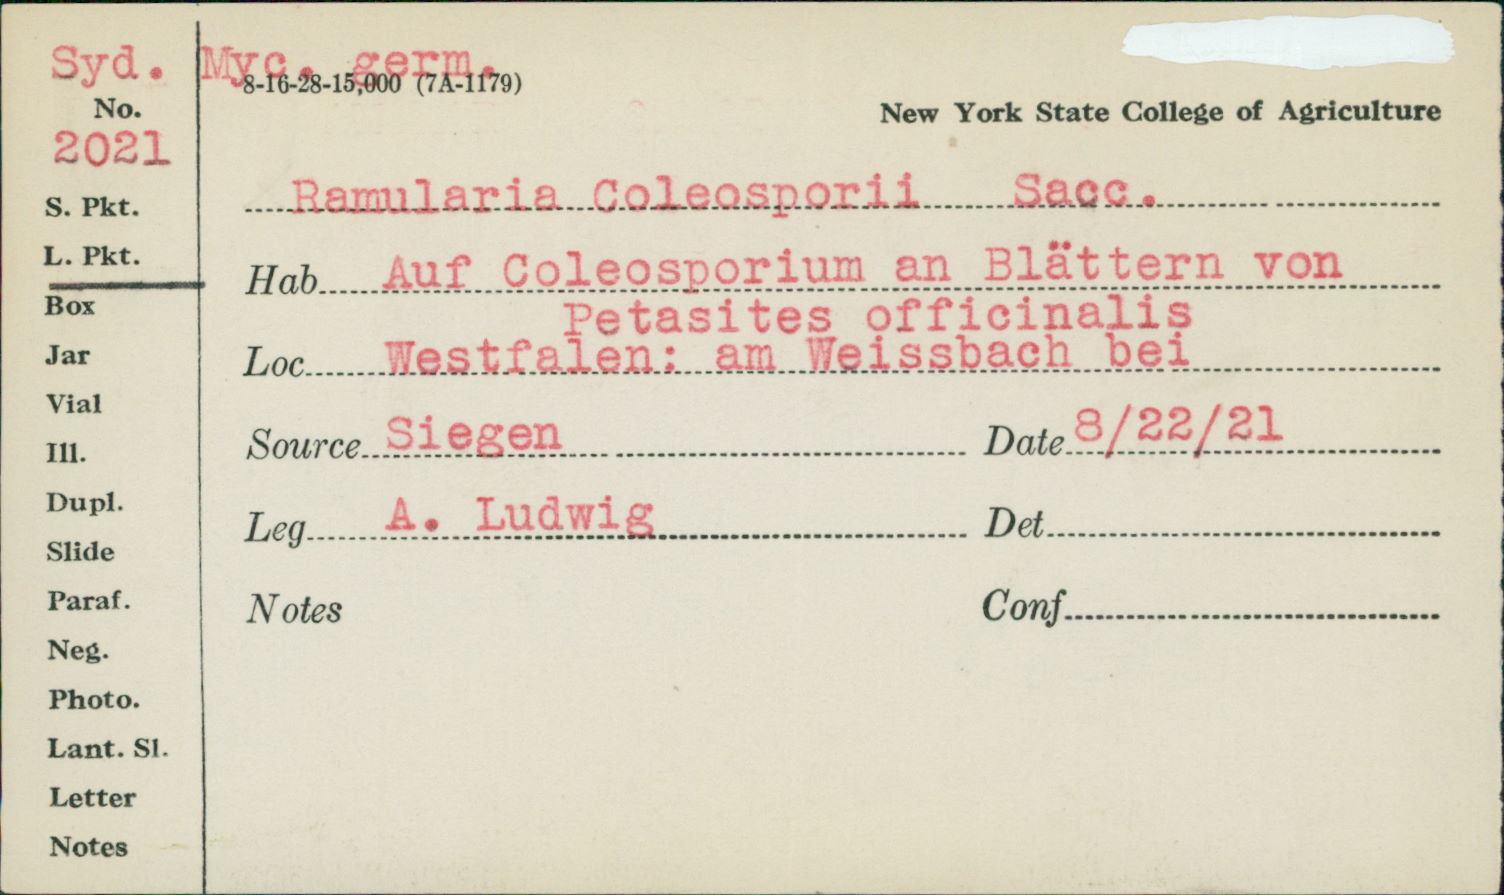 Syd. Myc. germ.
8-16-28-15,000 (7A-1179)
No.
New York State College of Agriculture
2021
Ramularia Coleosporii Sacc.
S. Pkt.
L. Pkt.
Hab. Auf Coleosporium an Blättern von
Petasites officinalis
Box
Jar
Loc. Westfalen: am Weissbach bei
Vial
Ill.
Source Siegen Date 8/22/21
Dupl.
Leg. A. Ludwig Det.
Slide
Paraf.
Notes Conf.
Neg.
Photo.
Lant. Sl.
Letter
Notes